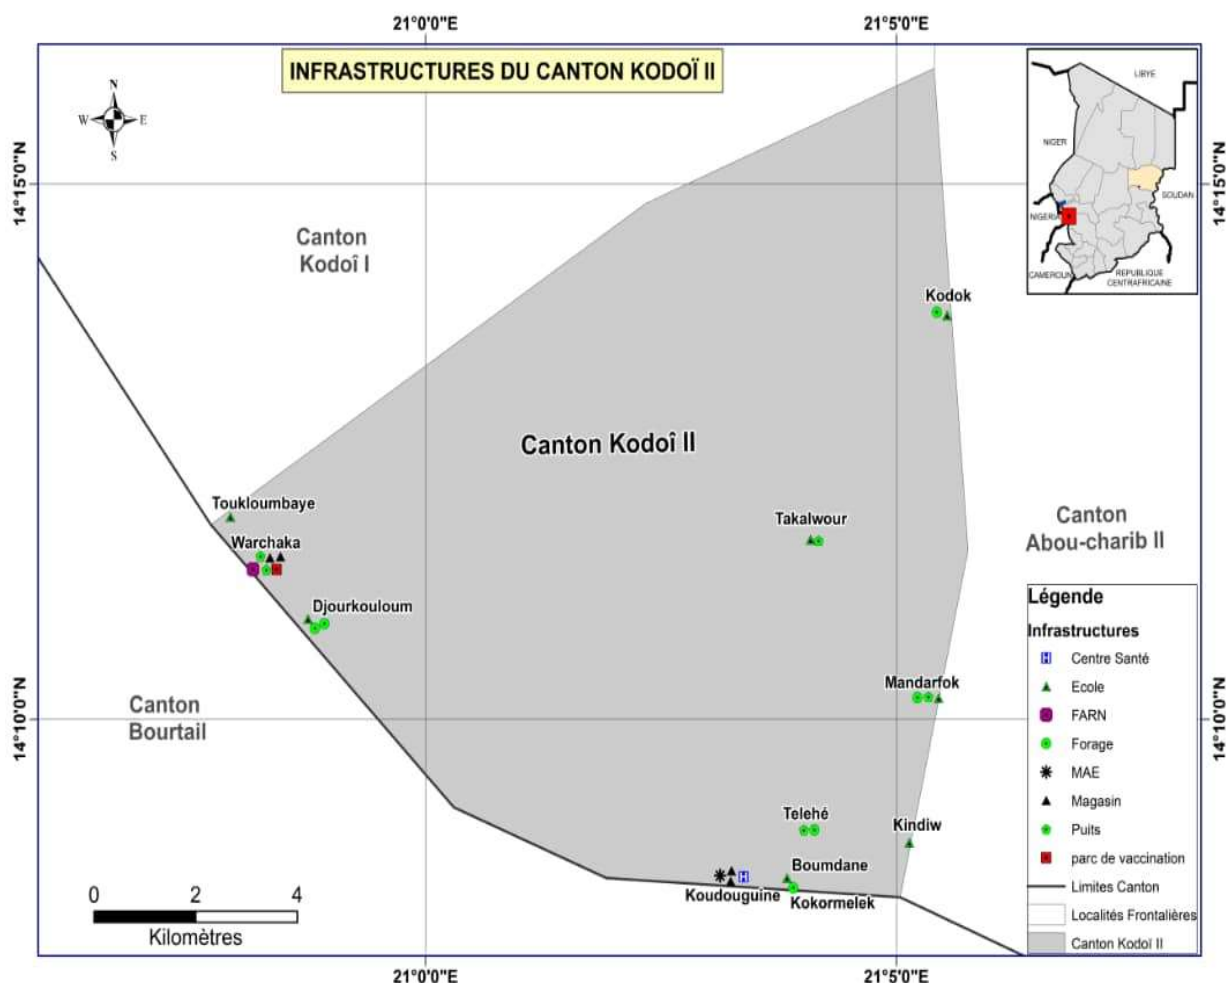 21°0'0"E
21°5'0"E
INFRASTRUCTURES DU CANTON KODOÏ II
N
W
E
S
LIBYE
NIGER
SOUDAN
NIGERIA
CAMEROUN
REPUBLIQUE
CENTRAFRICAINE
14°15'0"N
14°15'0"N
Canton
Kodoî I
Kodok
Canton Kodoî II
Toukloumbaye
Takalwour
Warchaka
Canton
Abou-charib II
Djourkouloum
Mandarfok
Canton
Bourtail
14°10'0"N
14°10'0"N
Telehé
Kindiw
Boumdane
Koudouguine
Kokormelek
0
2
4
Kilomètres
Légende
Infrastructures
H
Centre Santé
Ecole
FARN
Forage
MAE
Magasin
Puits
parc de vaccination
Limites Canton
Localités Frontalières
Canton Kodoî II
21°0'0"E
21°5'0"E